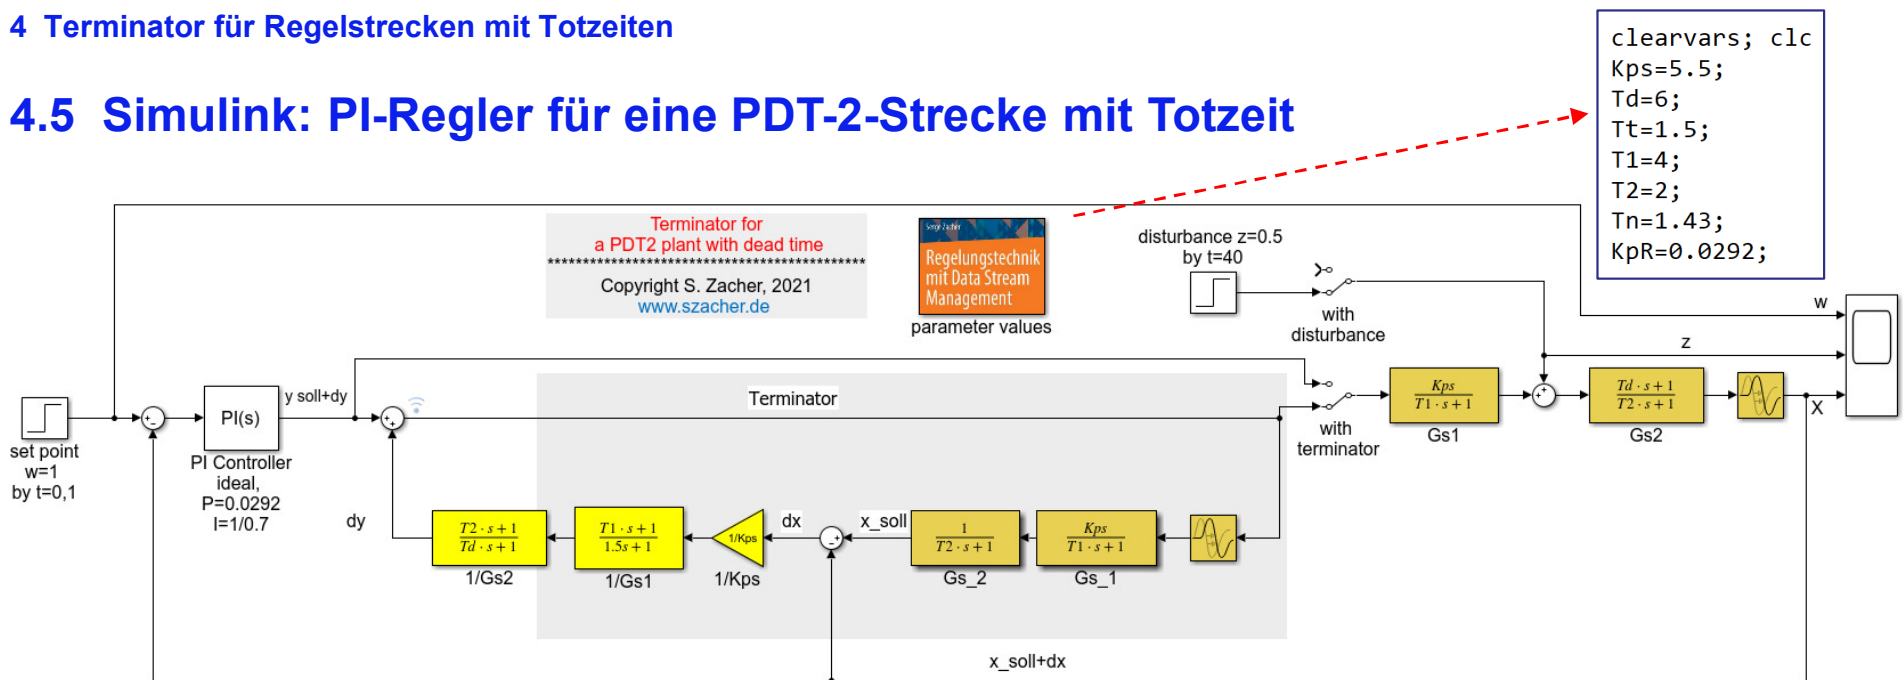 4 Terminator für Regelstrecken mit Totzeiten
4.5 Simulink: PI-Regler für eine PDT-2-Strecke mit Totzeit
clearvars; clc
Kps=5.5;
Td=6;
Tt=1.5;
T1=4;
T2=2;
Tn=1.43;
KpR=0.0292;
Terminator for
a PDT2 plant with dead time
**********************************************
Copyright S. Zacher, 2021
www.szacher.de
Serge Zacher
Regelungstechnik
mit Data Stream
Management
parameter values
disturbance z=0.5
by t=40
with
disturbance
w
z
X
set point
w=1
by t=0,1
+
-
PI(s)
PI Controller
ideal,
P=0.0292
I=1/0.7
y soll+dy
+
+
Terminator
with
terminator
Kps
T1 · s + 1
Gs1
+
+
Td · s + 1
T2 · s + 1
Gs2
dy
T2 · s + 1
Td · s + 1
1/Gs2
T1 · s + 1
1.5s + 1
1/Gs1
1/Kps
1/Kps
dx
-
+
x_soll
1
T2 · s + 1
Gs_2
Kps
T1 · s + 1
Gs_1
x_soll+dx